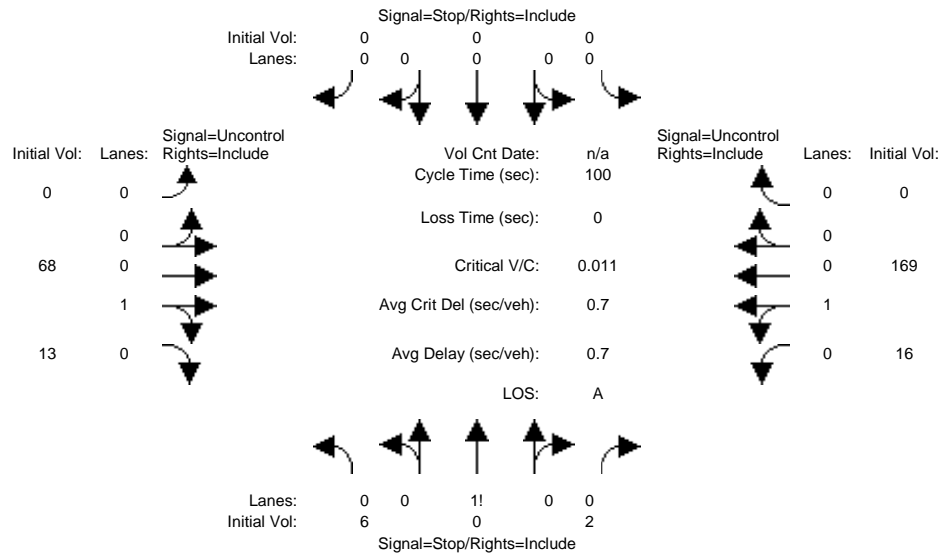 Signal=Stop/Rights=Include
Initial Vol: 0 0 0
Lanes: 0 0 0 0 0
Signal=Uncontrol Signal=Uncontrol
Initial Vol: Lanes: Rights=Include Vol Cnt Date: n/a Rights=Include Lanes: Initial Vol:
Cycle Time (sec): 100
0 0 0 0
Loss Time (sec): 0
0 0
68 0 Critical V/C: 0.011 0 169
1 Avg Crit Del (sec/veh): 0.7 1
13 0 Avg Delay (sec/veh): 0.7 0 16
LOS: A
Lanes: 0 0 1! 0 0
Initial Vol: 6 0 2
Signal=Stop/Rights=Include